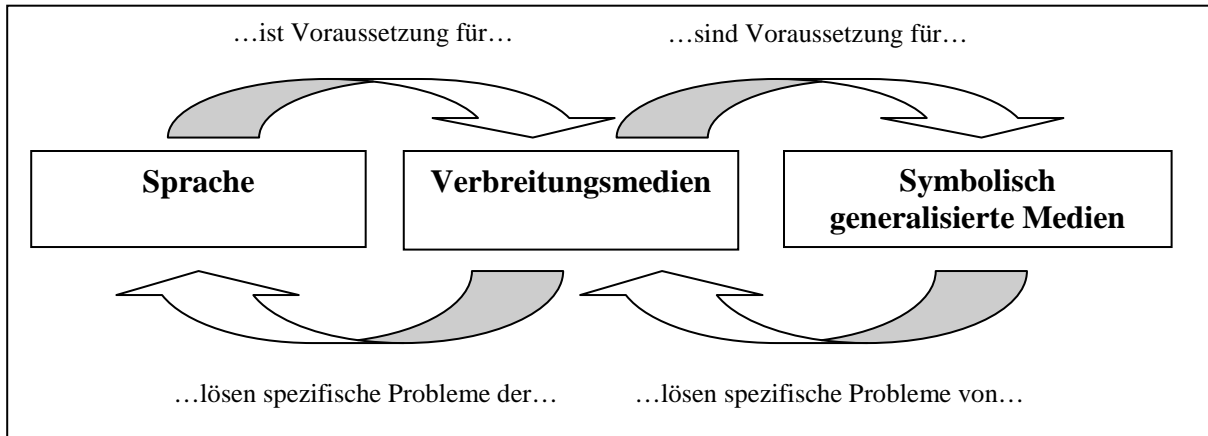 …ist Voraussetzung für…
…sind Voraussetzung für…
Sprache
Verbreitungsmedien
Symbolisch
generalisierte Medien
…lösen spezifische Probleme der…
…lösen spezifische Probleme von…